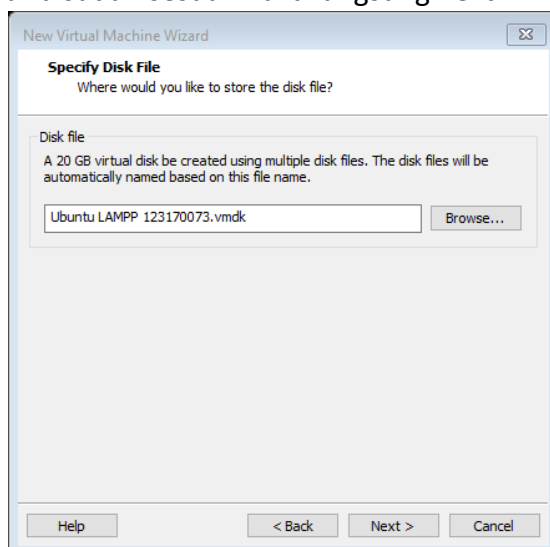 New Virtual Machine Wizard
Specify Disk File
Where would you like to store the disk file?
Disk file
A 20 GB virtual disk be created using multiple disk files. The disk files will be
automatically named based on this file name.
Ubuntu LAMPP 123170073.vmdk
Browse...
Help
< Back
Next >
Cancel